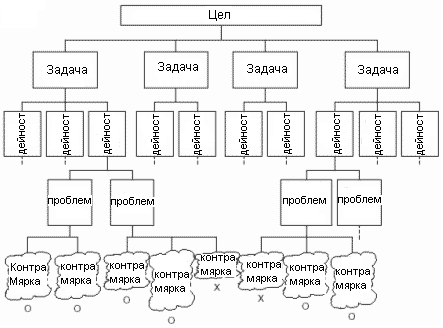 Цел
Задача
Задача
Задача
Задача
дейност
дейност
дейност
дейност
дейност
дейност
дейност
дейност
дейност
дейност
проблем
проблем
проблем
проблем
Контра
Мярка
O
контра
мярка
O
контра
мярка
O
контра
мярка
O
контра
мярка
X
контра
мярка
X
контра
мярка
O
контра
мярка
O